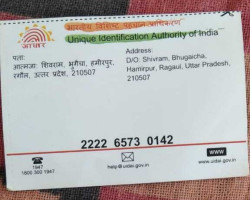 भारतीय विशिष्ट पहचान प्राधिकरण
Unique Identification Authority of India
आधार
पता:
आत्मजा: शिवराम, भुगैचा, हमीरपुर,
रगौल, उत्तर प्रदेश, 210507
Address:
D/O: Shivram, Bhugaicha,
Hamirpur, Ragaul, Uttar Pradesh,
210507
2222 6573 0142
1947
1800 300 1947
help@uidai.gov.in
www.uidai.gov.in